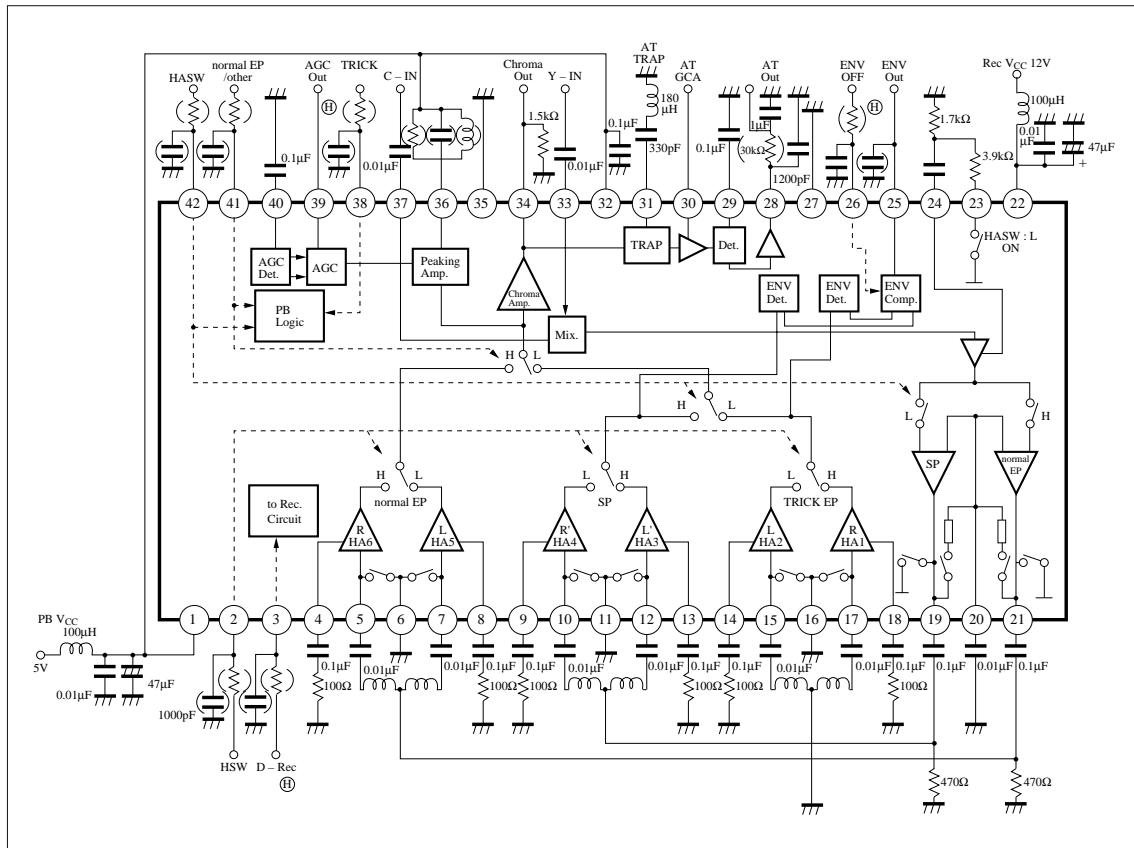 HASW
normal EP
/other
AGC
Out
H
TRICK
C – IN
Chroma
Out
Y – IN
AT
TRAP
AT
GCA
AT
Out
ENV
OFF
H
ENV
Out
Rec VCC 12V
0.1µF
0.01µF
1.5kΩ
0.01µF
0.1µF
180
µH
330pF
0.1µF
1µF
30kΩ
1200pF
1.7kΩ
3.9kΩ
100µH
0.01
µF
47µF
+
42 41 40 39 38 37 36 35 34 33 32 31 30 29 28 27 26 25 24 23 22
AGC
Det.
AGC
Peaking
Amp.
Chroma
Amp.
TRAP
Det.
HASW : L
ON
PB
Logic
Mix.
ENV
Det.
ENV
Det.
ENV
Comp.
H L
H L
L H
SP
normal
EP
H L
normal EP
L H
SP
L H
TRICK EP
to Rec.
Circuit
R
HA6
L
HA5
R'
HA4
L'
HA3
L
HA2
R
HA1
1 2 3 4 5 6 7 8 9 10 11 12 13 14 15 16 17 18 19 20 21
PB VCC
100µH
5V
0.01µF
47µF
1000pF
HSW
D – Rec
H
0.1µF
0.01µF
0.01µF
0.1µF
0.1µF
0.01µF
0.01µF
0.1µF
0.1µF
0.01µF
0.01µF
0.1µF
0.1µF
0.01µF
0.1µF
100Ω
100Ω
100Ω
100Ω
100Ω
100Ω
470Ω
470Ω